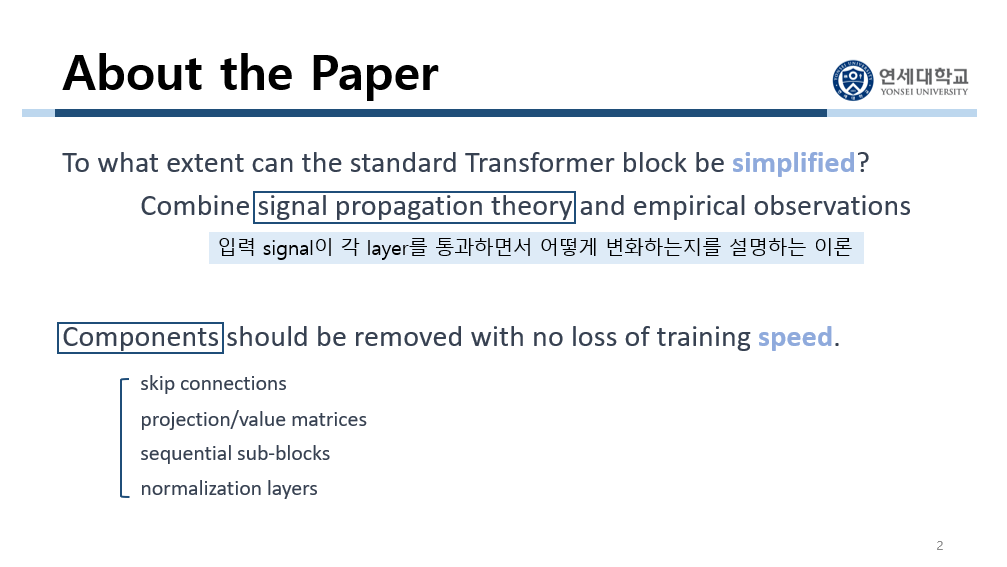 About the Paper
연세대학교
YONSEI UNIVERSITY
To what extent can the standard Transformer block be simplified?
Combine signal propagation theory and empirical observations
입력 signal이 각 layer를 통과하면서 어떻게 변화하는지를 설명하는 이론
Components should be removed with no loss of training speed.
skip connections
projection/value matrices
sequential sub-blocks
normalization layers
2